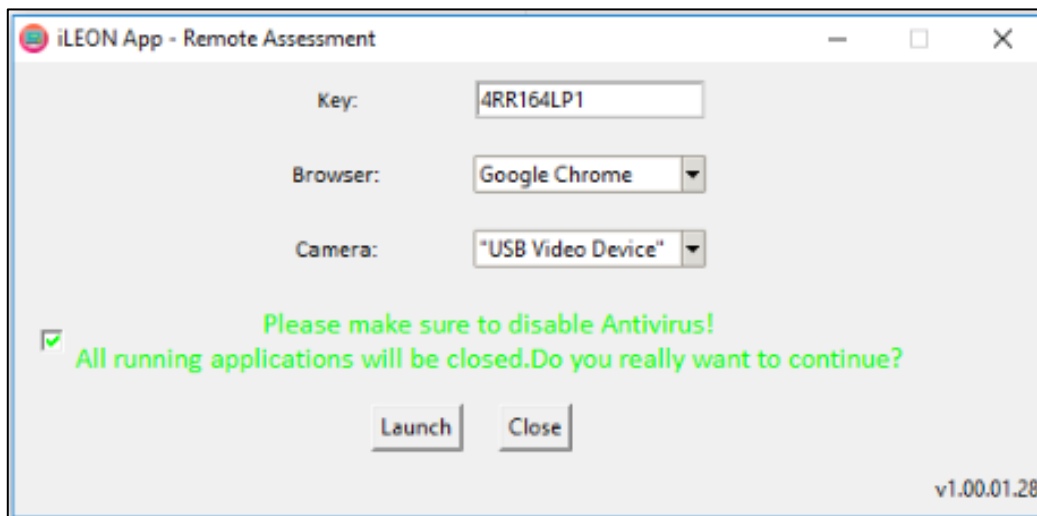 iLEON App - Remote Assessment
Key: 4RR164LP1
Browser: Google Chrome
Camera: "USB Video Device"
Please make sure to disable Antivirus!
All running applications will be closed.Do you really want to continue?
Launch Close
v1.00.01.28